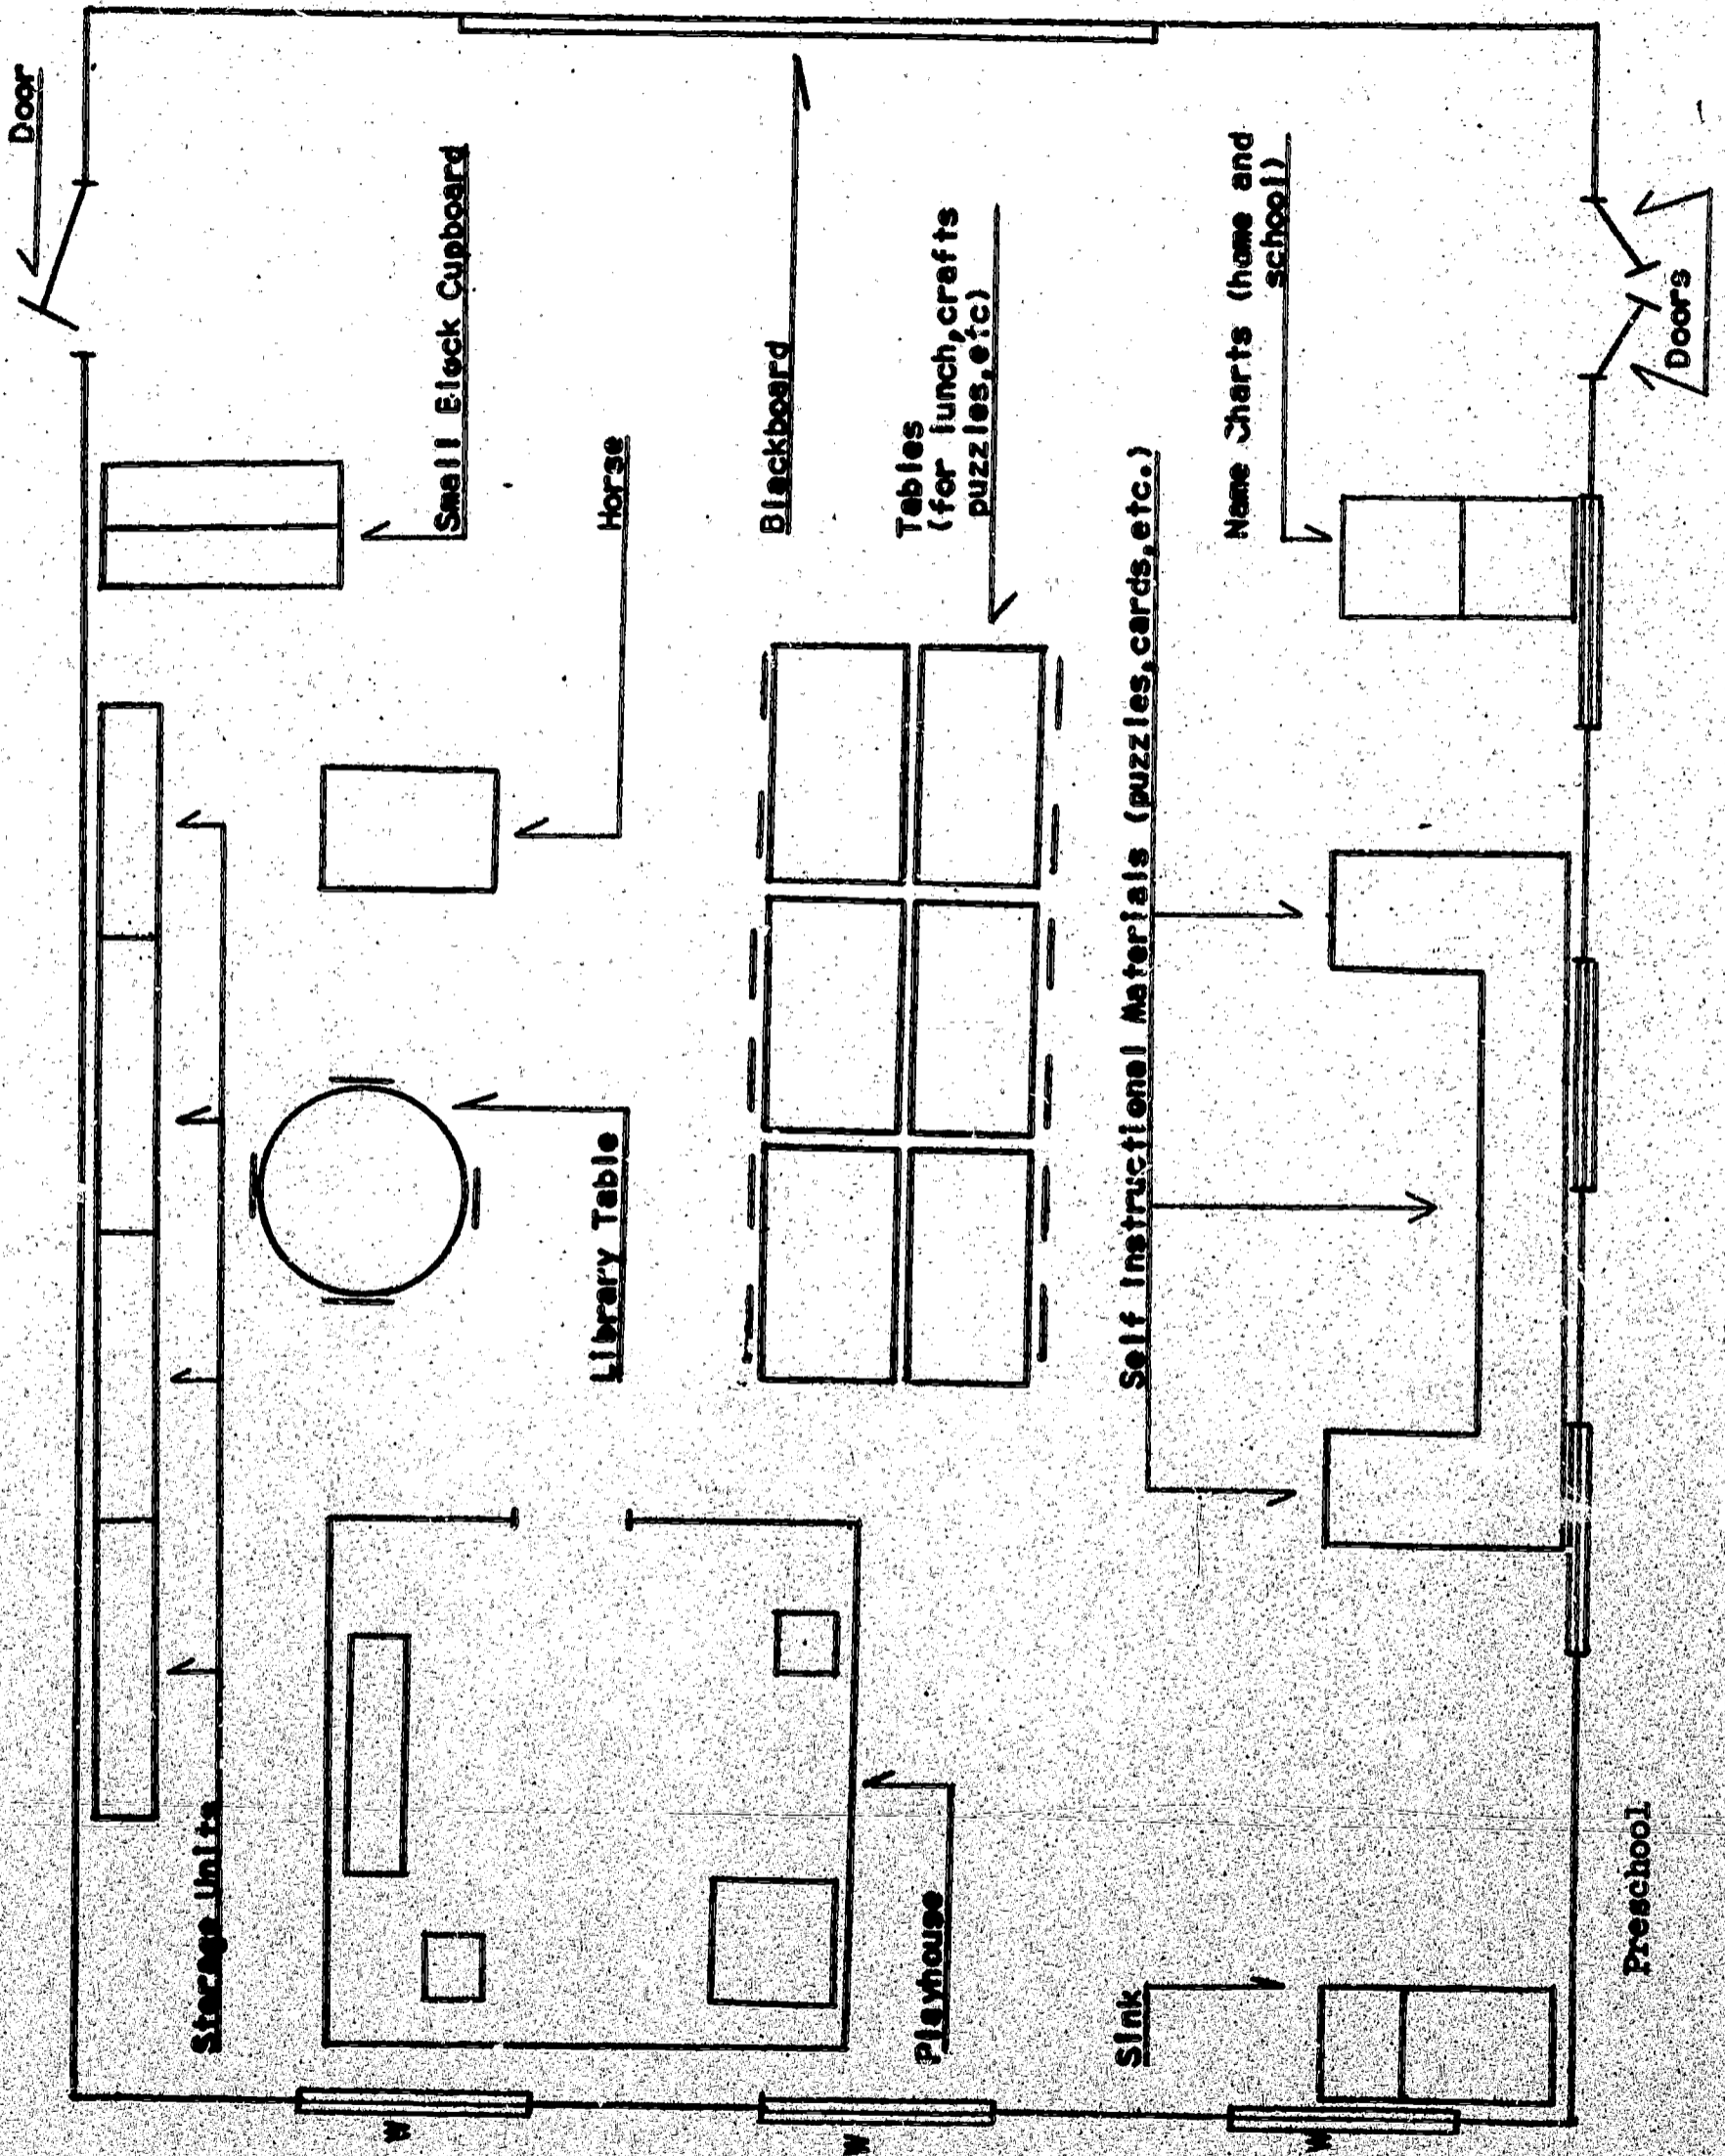 Door
Storage Units
Small Block Cupboard
Horse
Library Table
Blackboard
Tables
(for lunch,crafts
puzzles,etc)
Playhouse
Self Instructional Materials (puzzles,cards,etc.)
Sink
Name Charts (home and
school)
Doors
W
W
W
Preschool